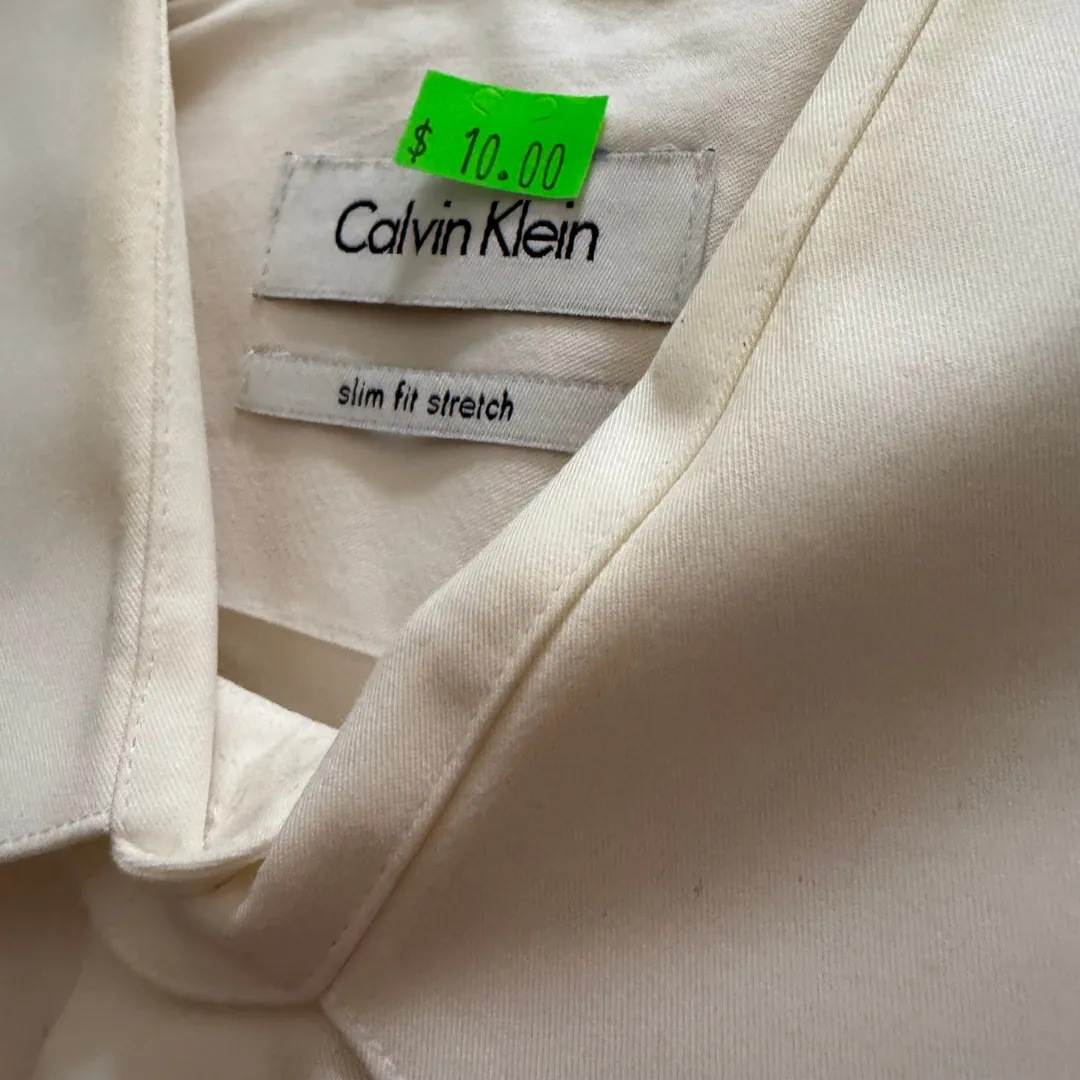 $ 10.00
Calvin Klein
slim fit stretch